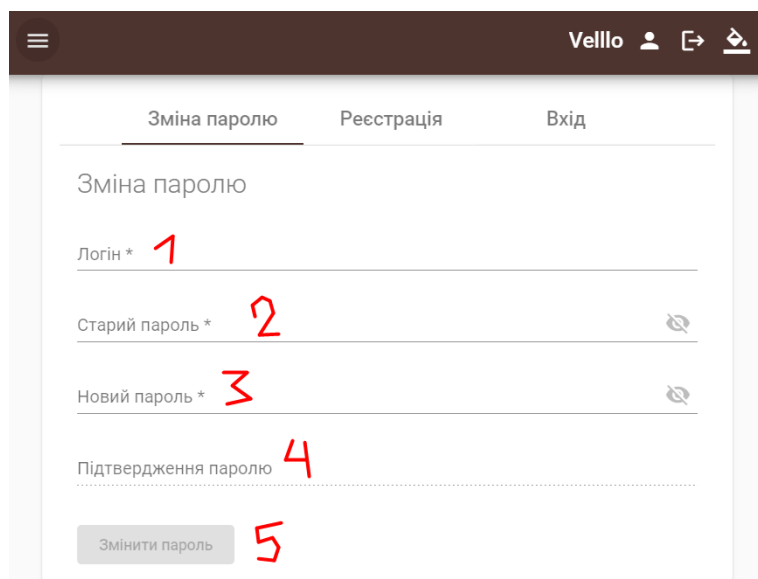 Velllo
Зміна паролю Реєстрація Вхід
Зміна паролю
Логін * 1
Старий пароль * 2
Новий пароль * 3
Підтвердження паролю 4
Змінити пароль 5